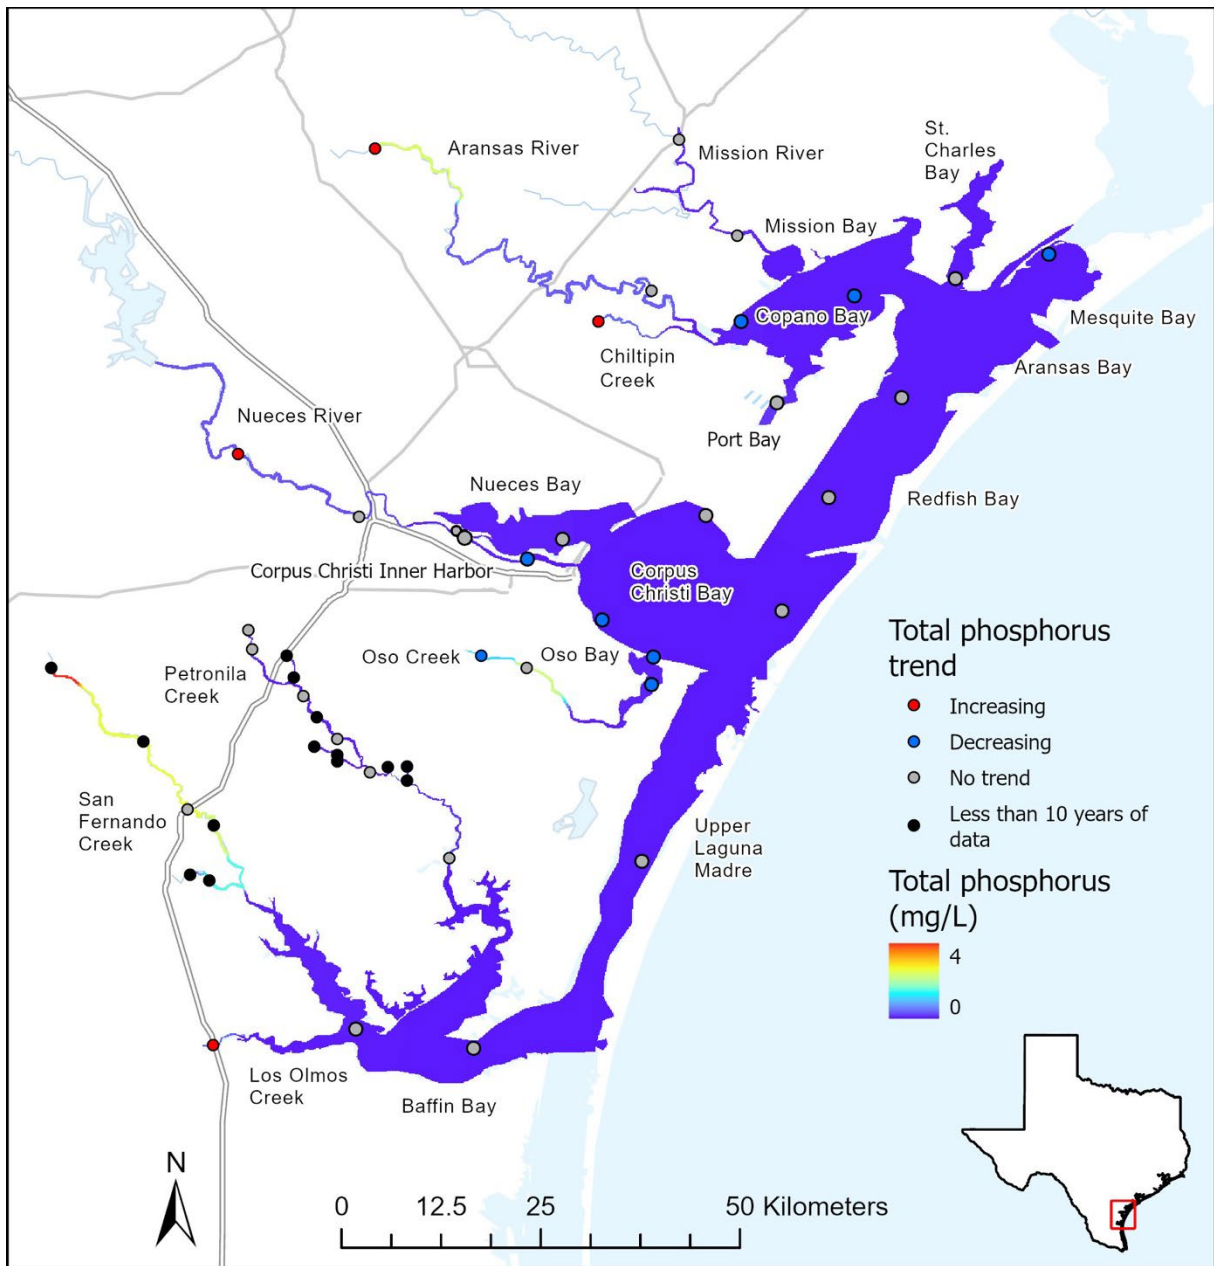 St.
Charles
Bay
Aransas River
Mission River
Mission Bay
Copano Bay
Mesquite Bay
Chiltipin
Creek
Aransas Bay
Nueces River
Port Bay
Nueces Bay
Redfish Bay
Corpus Christi Inner Harbor
Corpus
Christi Bay
Oso Creek
Oso Bay
Petronila
Creek
San
Fernando
Creek
Upper
Laguna
Madre
Los Olmos
Creek
Baffin Bay
Total phosphorus
trend
Increasing
Decreasing
No trend
Less than 10 years of
data
Total phosphorus
(mg/L)
4
0
N
0 12.5 25 50 Kilometers